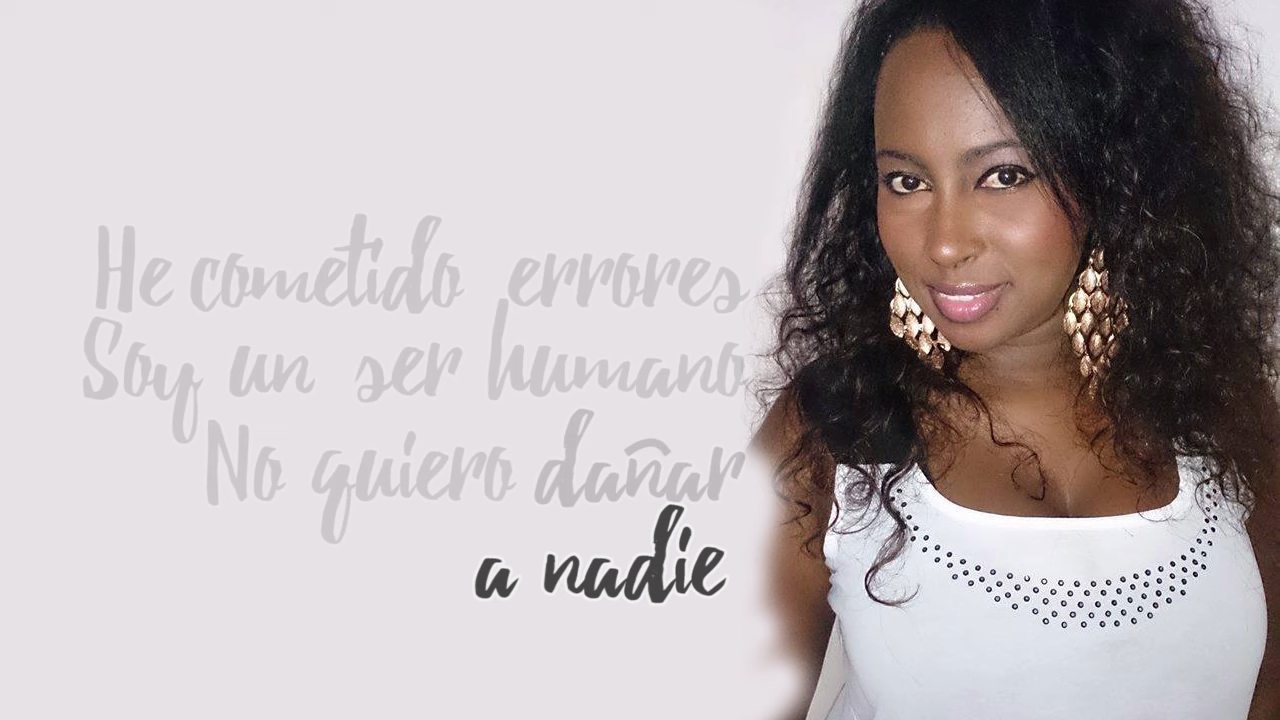 He cometido errores
Soy un ser humano
No quiero dañar
a nadie